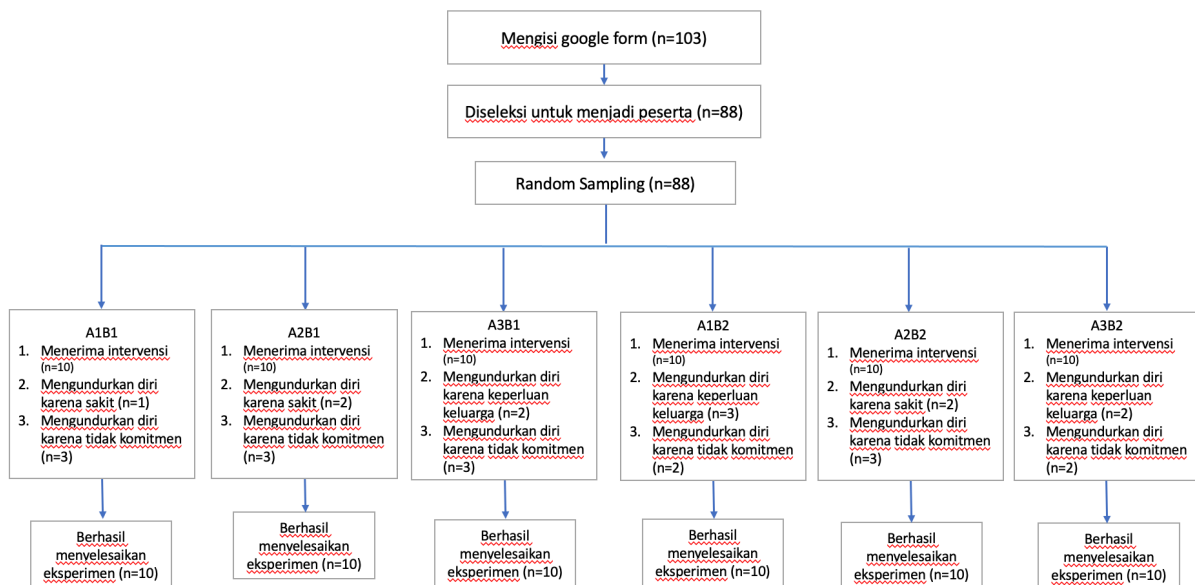 Mengisi google form (n=103)
Diseleksi untuk menjadi peserta (n=88)
Random Sampling (n=88)
A1B1
1. Menerima intervensi
(n=10)
2. Mengundurkan diri
karena sakit (n=1)
3. Mengundurkan diri
karena tidak komitmen
(n=3)
A2B1
1. Menerima intervensi
(n=10)
2. Mengundurkan diri
karena sakit (n=2)
3. Mengundurkan diri
karena tidak komitmen
(n=3)
A3B1
1. Menerima intervensi
(n=10)
2. Mengundurkan diri
karena keperluan
keluarga (n=2)
3. Mengundurkan diri
karena tidak komitmen
(n=3)
A1B2
1. Menerima intervensi
(n=10)
2. Mengundurkan diri
karena keperluan
keluarga (n=3)
3. Mengundurkan diri
karena tidak komitmen
(n=2)
A2B2
1. Menerima intervensi
(n=10)
2. Mengundurkan diri
karena sakit (n=2)
3. Mengundurkan diri
karena tidak komitmen
(n=3)
A3B2
1. Menerima intervensi
(n=10)
2. Mengundurkan diri
karena keperluan
keluarga (n=2)
3. Mengundurkan diri
karena tidak komitmen
(n=2)
Berhasil
menyelesaikan
eksperimen (n=10)
Berhasil
menyelesaikan
eksperimen (n=10)
Berhasil
menyelesaikan
eksperimen (n=10)
Berhasil
menyelesaikan
eksperimen (n=10)
Berhasil
menyelesaikan
eksperimen (n=10)
Berhasil
menyelesaikan
eksperimen (n=10)